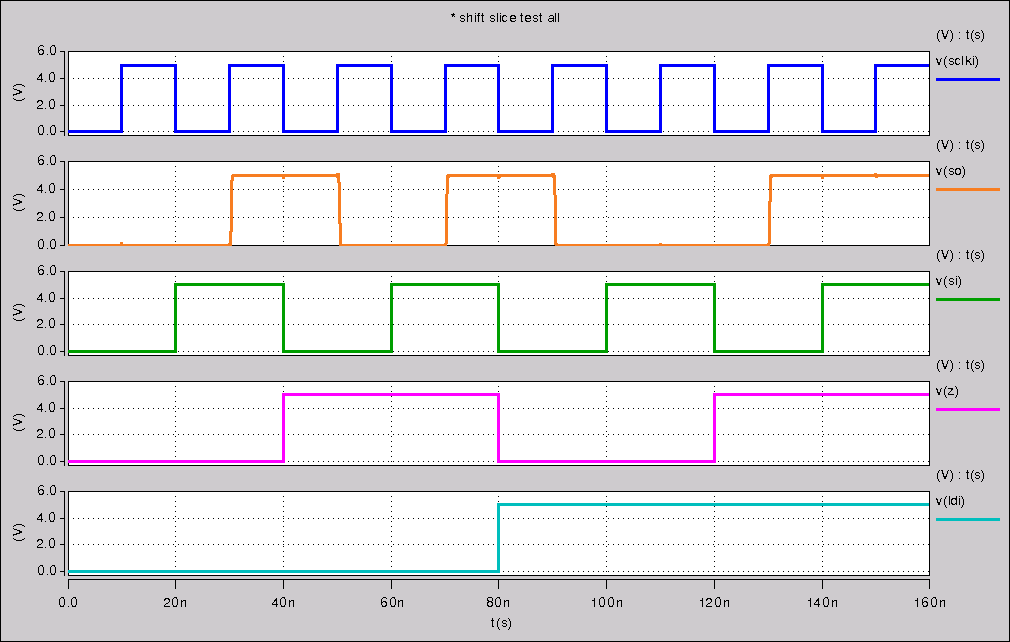 * shift slice test all
(V) : t(s)
v(sclki)
6.0
4.0
2.0
0.0
(V)
(V) : t(s)
v(so)
6.0
4.0
2.0
0.0
(V)
(V) : t(s)
v(si)
6.0
4.0
2.0
0.0
(V)
(V) : t(s)
v(z)
6.0
4.0
2.0
0.0
(V)
(V) : t(s)
v(ldi)
6.0
4.0
2.0
0.0
(V)
0.0 20n 40n 60n 80n 100n 120n 140n 160n
t(s)